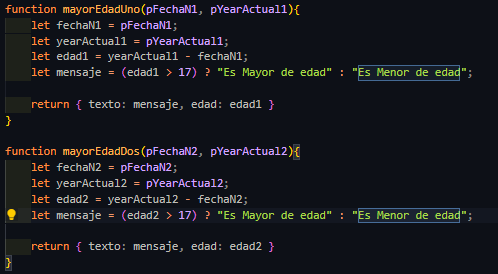 function mayorEdadUno(pFechaN1, pYearActual1){
let fechaN1 = pFechaN1;
let yearActual1 = pYearActual1;
let edad1 = yearActual1 - fechaN1;
let mensaje = (edad1 > 17) ? "Es Mayor de edad" : "Es Menor de edad";
return { texto: mensaje, edad: edad1 }
}
function mayorEdadDos(pFechaN2, pYearActual2){
let fechaN2 = pFechaN2;
let yearActual2 = pYearActual2;
let edad2 = yearActual2 - fechaN2;
let mensaje = (edad2 > 17) ? "Es Mayor de edad" : "Es Menor de edad";
return { texto: mensaje, edad: edad2 }
}